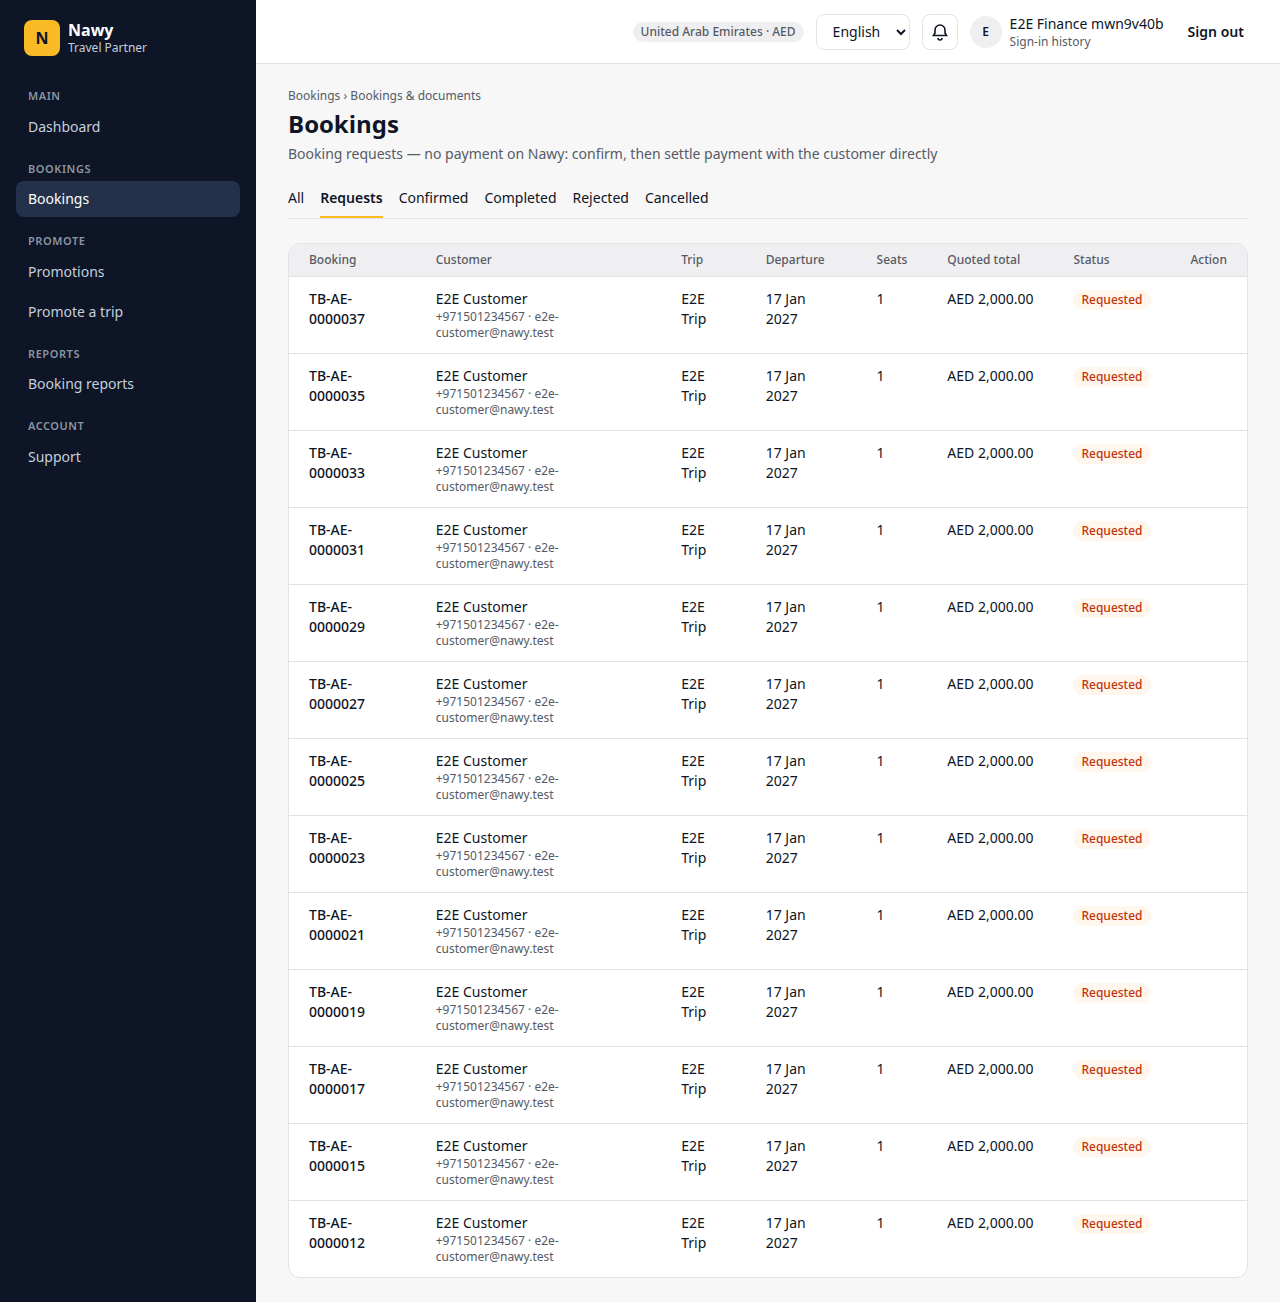 N
Nawy
Travel Partner
MAIN
Dashboard
BOOKINGS
Bookings
PROMOTE
Promotions
Promote a trip
REPORTS
Booking reports
ACCOUNT
Support
United Arab Emirates · AED
English
E
E2E Finance mwn9v40b
Sign-in history
Sign out
Bookings › Bookings & documents
Bookings
Booking requests — no payment on Nawy: confirm, then settle payment with the customer directly
All Requests Confirmed Completed Rejected Cancelled
Booking Customer Trip Departure Seats Quoted total Status Action
TB-AE- E2E Customer E2E 17 Jan 1 AED 2,000.00 Requested
0000037 +971501234567 · e2e- Trip 2027
customer@nawy.test
TB-AE- E2E Customer E2E 17 Jan 1 AED 2,000.00 Requested
0000035 +971501234567 · e2e- Trip 2027
customer@nawy.test
TB-AE- E2E Customer E2E 17 Jan 1 AED 2,000.00 Requested
0000033 +971501234567 · e2e- Trip 2027
customer@nawy.test
TB-AE- E2E Customer E2E 17 Jan 1 AED 2,000.00 Requested
0000031 +971501234567 · e2e- Trip 2027
customer@nawy.test
TB-AE- E2E Customer E2E 17 Jan 1 AED 2,000.00 Requested
0000029 +971501234567 · e2e- Trip 2027
customer@nawy.test
TB-AE- E2E Customer E2E 17 Jan 1 AED 2,000.00 Requested
0000027 +971501234567 · e2e- Trip 2027
customer@nawy.test
TB-AE- E2E Customer E2E 17 Jan 1 AED 2,000.00 Requested
0000025 +971501234567 · e2e- Trip 2027
customer@nawy.test
TB-AE- E2E Customer E2E 17 Jan 1 AED 2,000.00 Requested
0000023 +971501234567 · e2e- Trip 2027
customer@nawy.test
TB-AE- E2E Customer E2E 17 Jan 1 AED 2,000.00 Requested
0000021 +971501234567 · e2e- Trip 2027
customer@nawy.test
TB-AE- E2E Customer E2E 17 Jan 1 AED 2,000.00 Requested
0000019 +971501234567 · e2e- Trip 2027
customer@nawy.test
TB-AE- E2E Customer E2E 17 Jan 1 AED 2,000.00 Requested
0000017 +971501234567 · e2e- Trip 2027
customer@nawy.test
TB-AE- E2E Customer E2E 17 Jan 1 AED 2,000.00 Requested
0000015 +971501234567 · e2e- Trip 2027
customer@nawy.test
TB-AE- E2E Customer E2E 17 Jan 1 AED 2,000.00 Requested
0000012 +971501234567 · e2e- Trip 2027
customer@nawy.test